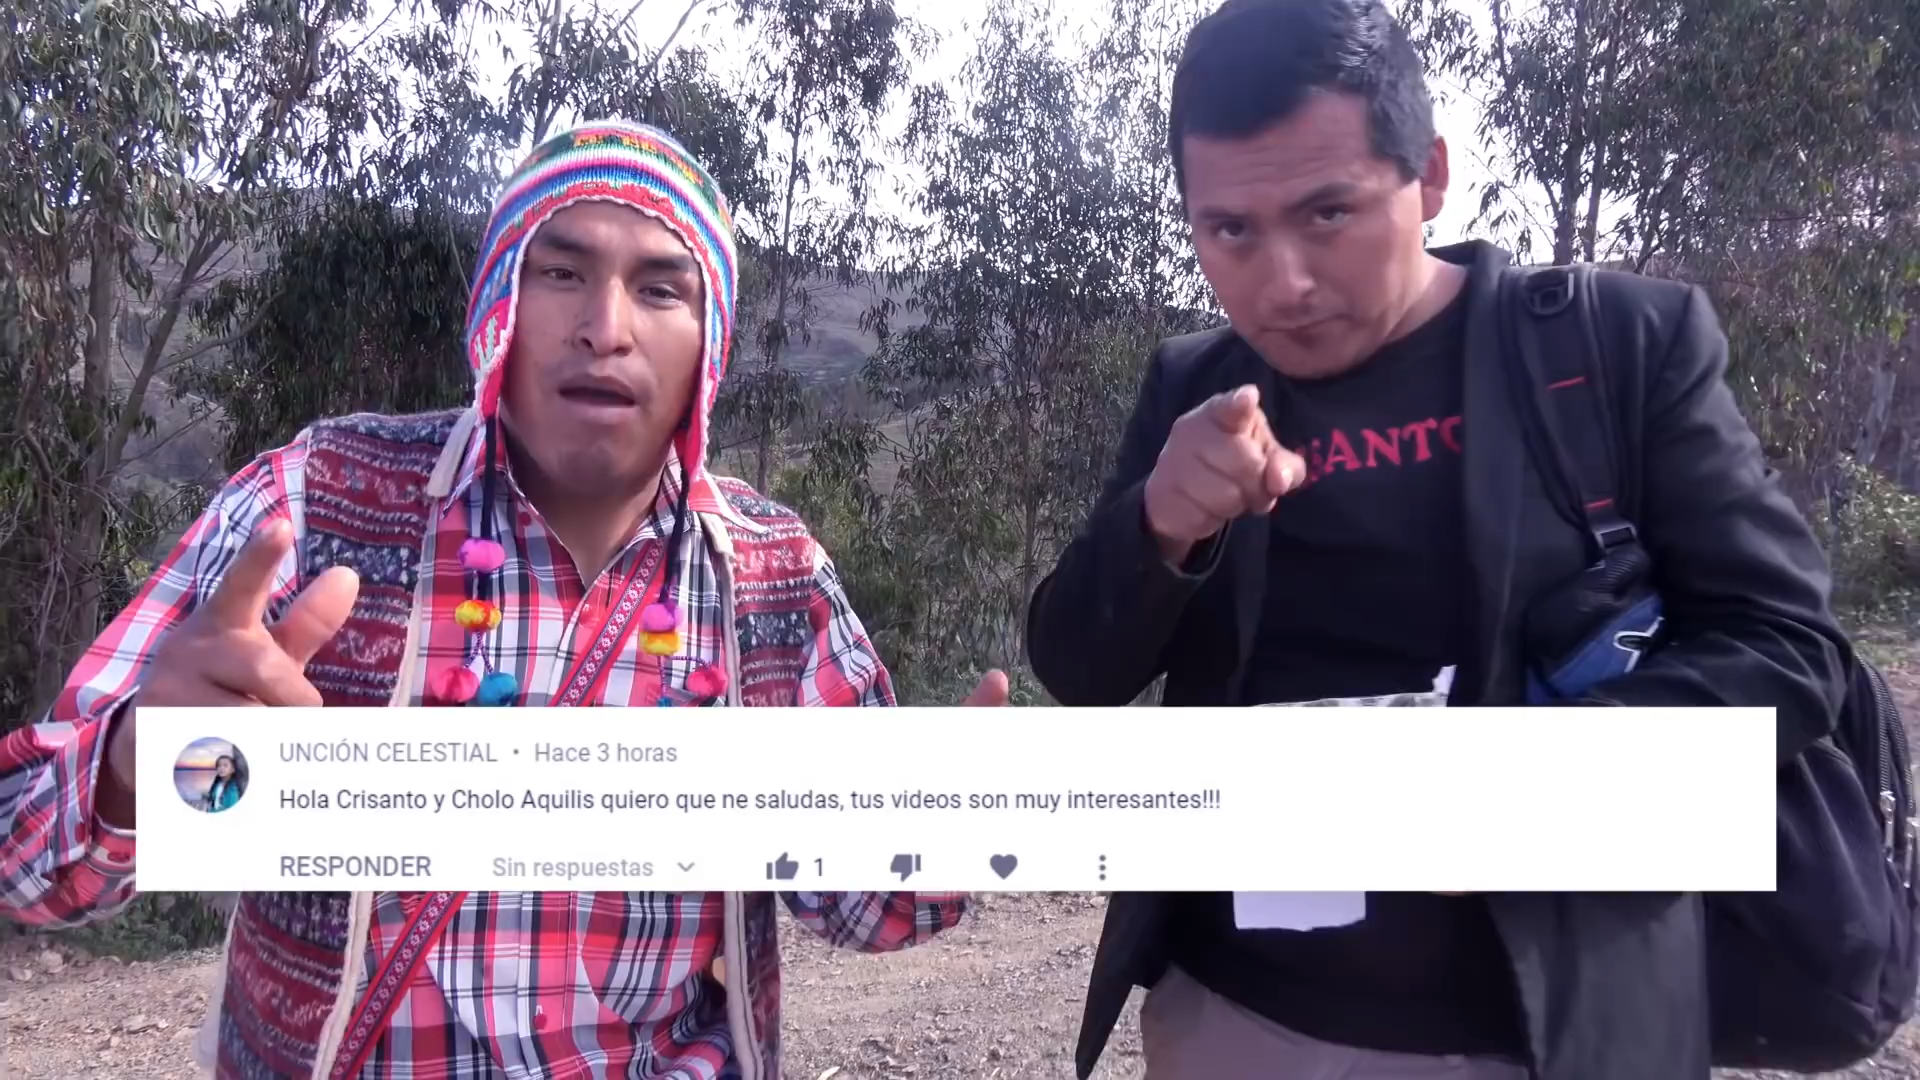 ANTO
UNCIÓN CELESTIAL • Hace 3 horas
Hola Crisanto y Cholo Aquilis quiero que ne saludas, tus videos son muy interesantes!!!
RESPONDER Sin respuestas 1